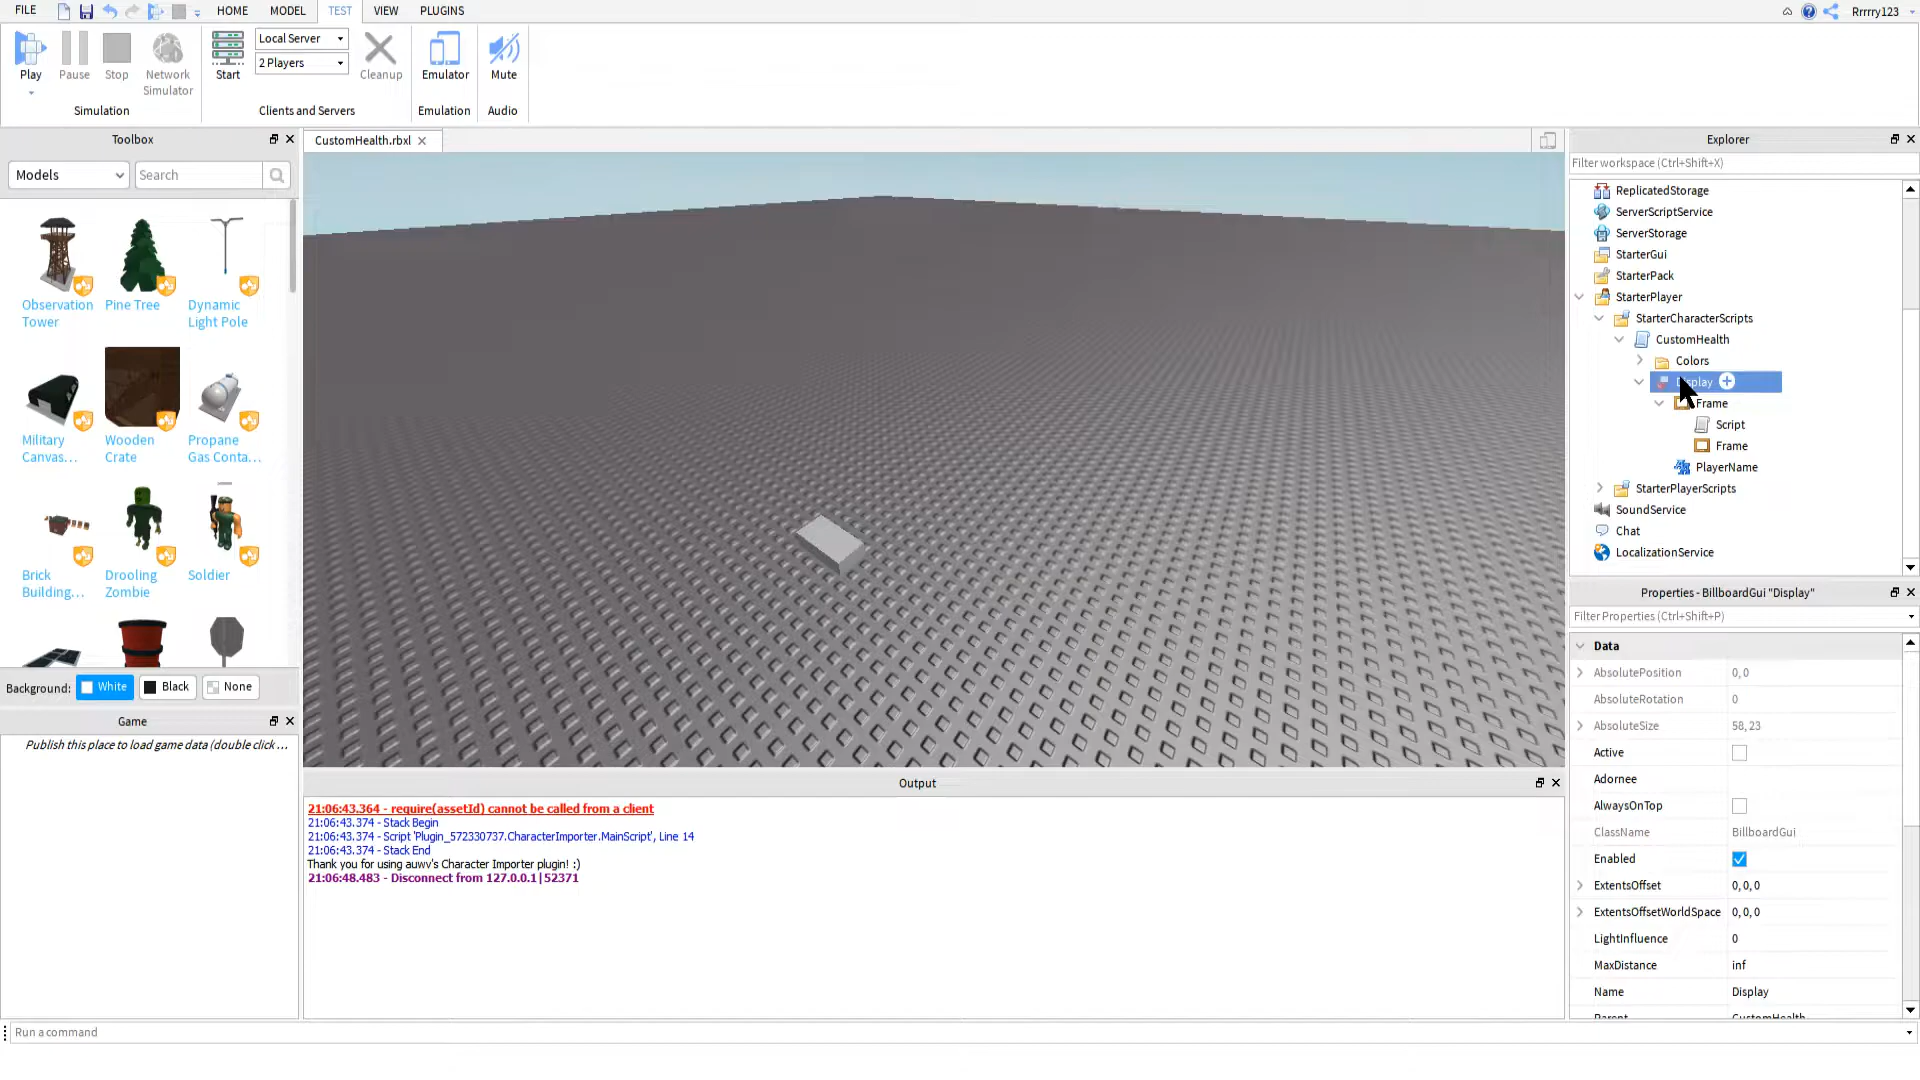 FILE
HOME
MODEL
TEST
VIEW
PLUGINS
Rrrrry123
Play
Pause
Stop
Network
Simulator
Simulation
Start
Local Server
2 Players
Cleanup
Clients and Servers
Emulator
Emulation
Mute
Audio
Toolbox
Models
Search
Observation
Tower
Pine Tree
Dynamic
Light Pole
Military
Canvas...
Wooden
Crate
Propane
Gas Conta...
Brick
Building...
Drooling
Zombie
Soldier
Background:
White
Black
None
Game
Publish this place to load game data (double click ...
CustomHealth.rbxl
Output
21:06:43.364 - require(assetId) cannot be called from a client
21:06:43.374 - Stack Begin
21:06:43.374 - Script 'Plugin_572330737.CharacterImporter.MainScript', Line 14
21:06:43.374 - Stack End
Thank you for using auwv's Character Importer plugin! :)
21:06:48.483 - Disconnect from 127.0.0.1|52371
Run a command
Explorer
Filter workspace (Ctrl+Shift+X)
ReplicatedStorage
ServerScriptService
ServerStorage
StarterGui
StarterPack
StarterPlayer
StarterCharacterScripts
CustomHealth
Colors
Display
Frame
Script
Frame
PlayerName
StarterPlayerScripts
SoundService
Chat
LocalizationService
Properties - BillboardGui "Display"
Filter Properties (Ctrl+Shift+P)
Data
AbsolutePosition 0, 0
AbsoluteRotation 0
AbsoluteSize 58, 23
Active
Adornee
AlwaysOnTop
ClassName BillboardGui
Enabled
ExtentsOffset 0, 0, 0
ExtentsOffsetWorldSpace 0, 0, 0
LightInfluence 0
MaxDistance inf
Name Display
Parent CustomHealth